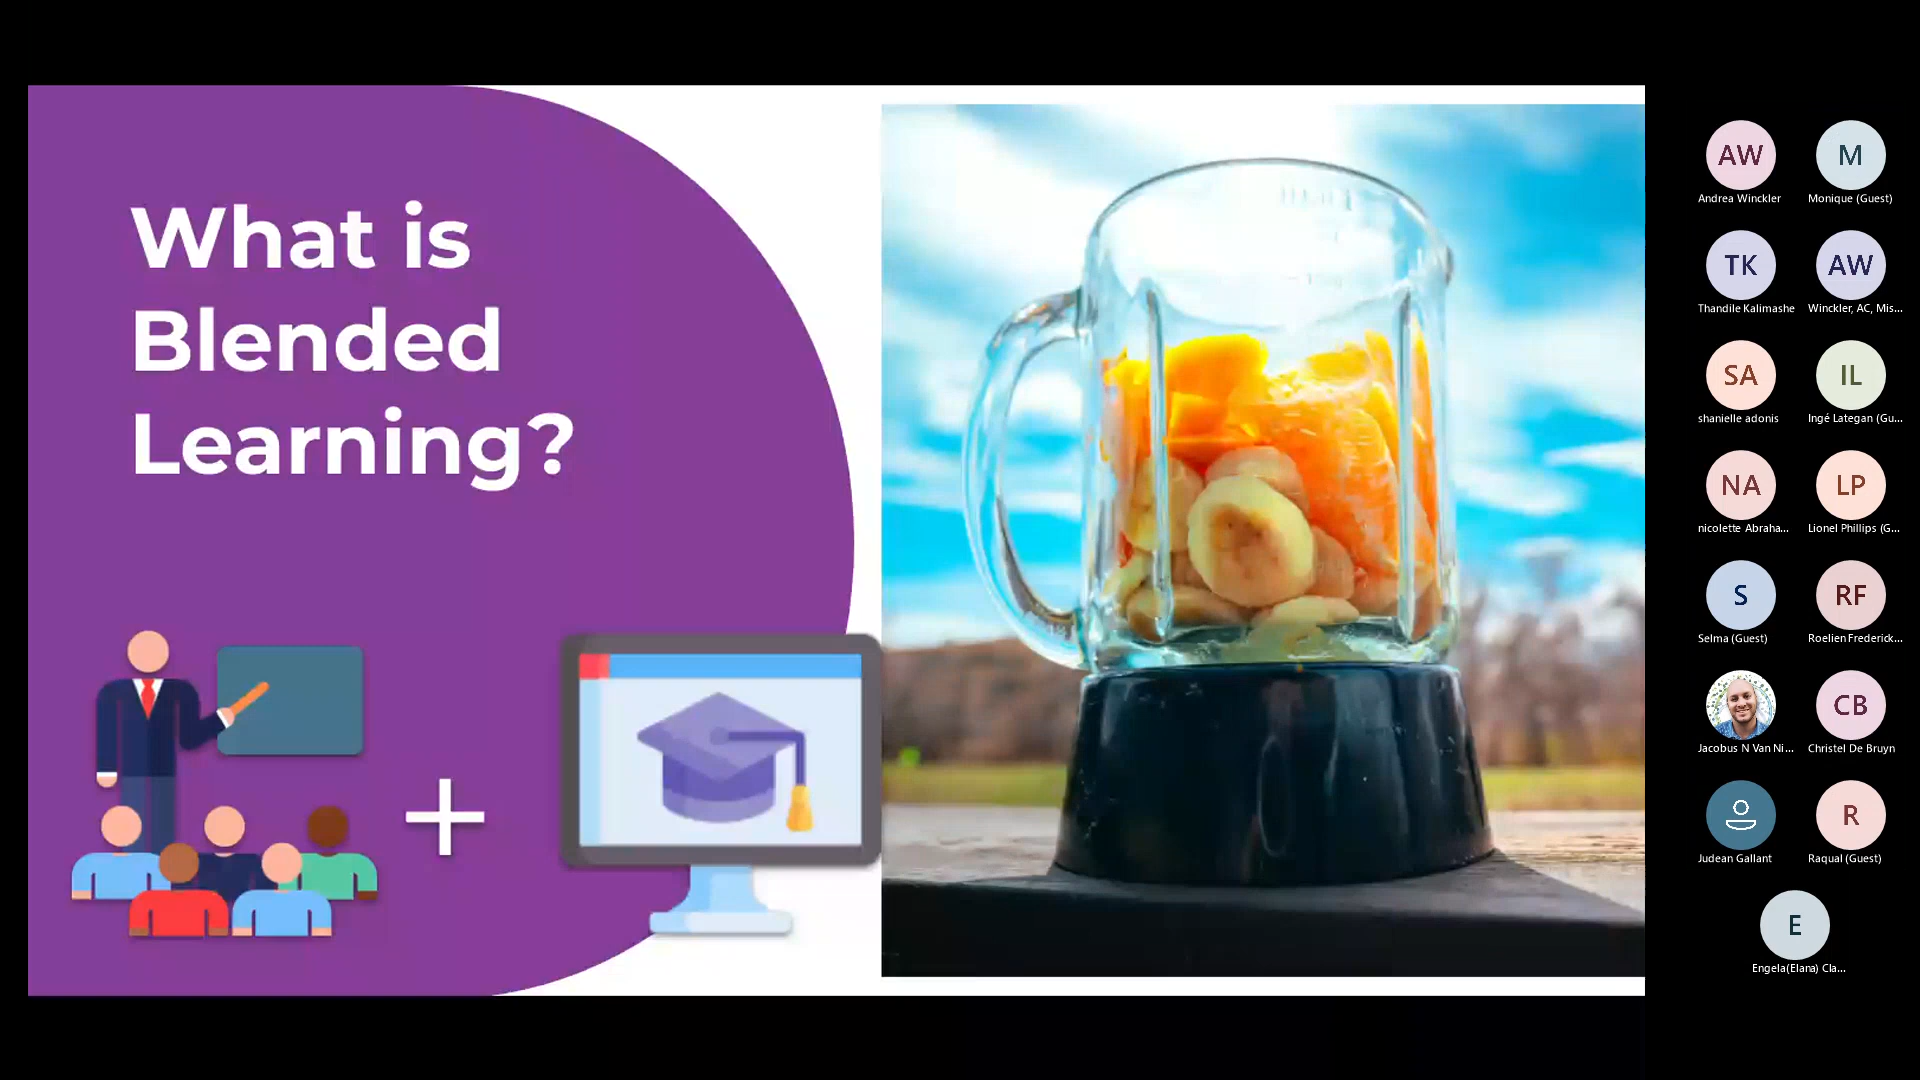 What is
Blended
Learning?
AW
Andrea Winckler
M
Monique (Guest)
TK
Thandile Kalimashe
AW
Winckler, AC, Mis...
SA
shanielle adonis
IL
Ingé Lategan (Gu...
NA
nicolette Abraha...
LP
Lionel Phillips (G...
S
Selma (Guest)
RF
Roelien Frederick...
Jacobus N Van Ni...
CB
Christel De Bruyn
Judean Gallant
R
Raqual (Guest)
E
Engela(Elana) Cla...